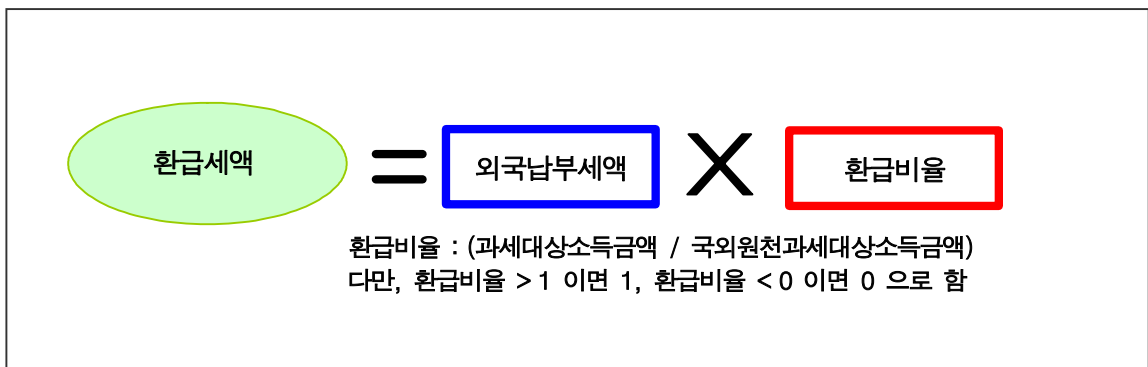 환급세액 = 외국납부세액 X 환급비율
환급비율 : (과세대상소득금액 / 국외원천과세대상소득금액)
다만, 환급비율 > 1 이면 1, 환급비율 < 0 이면 0 으로 함